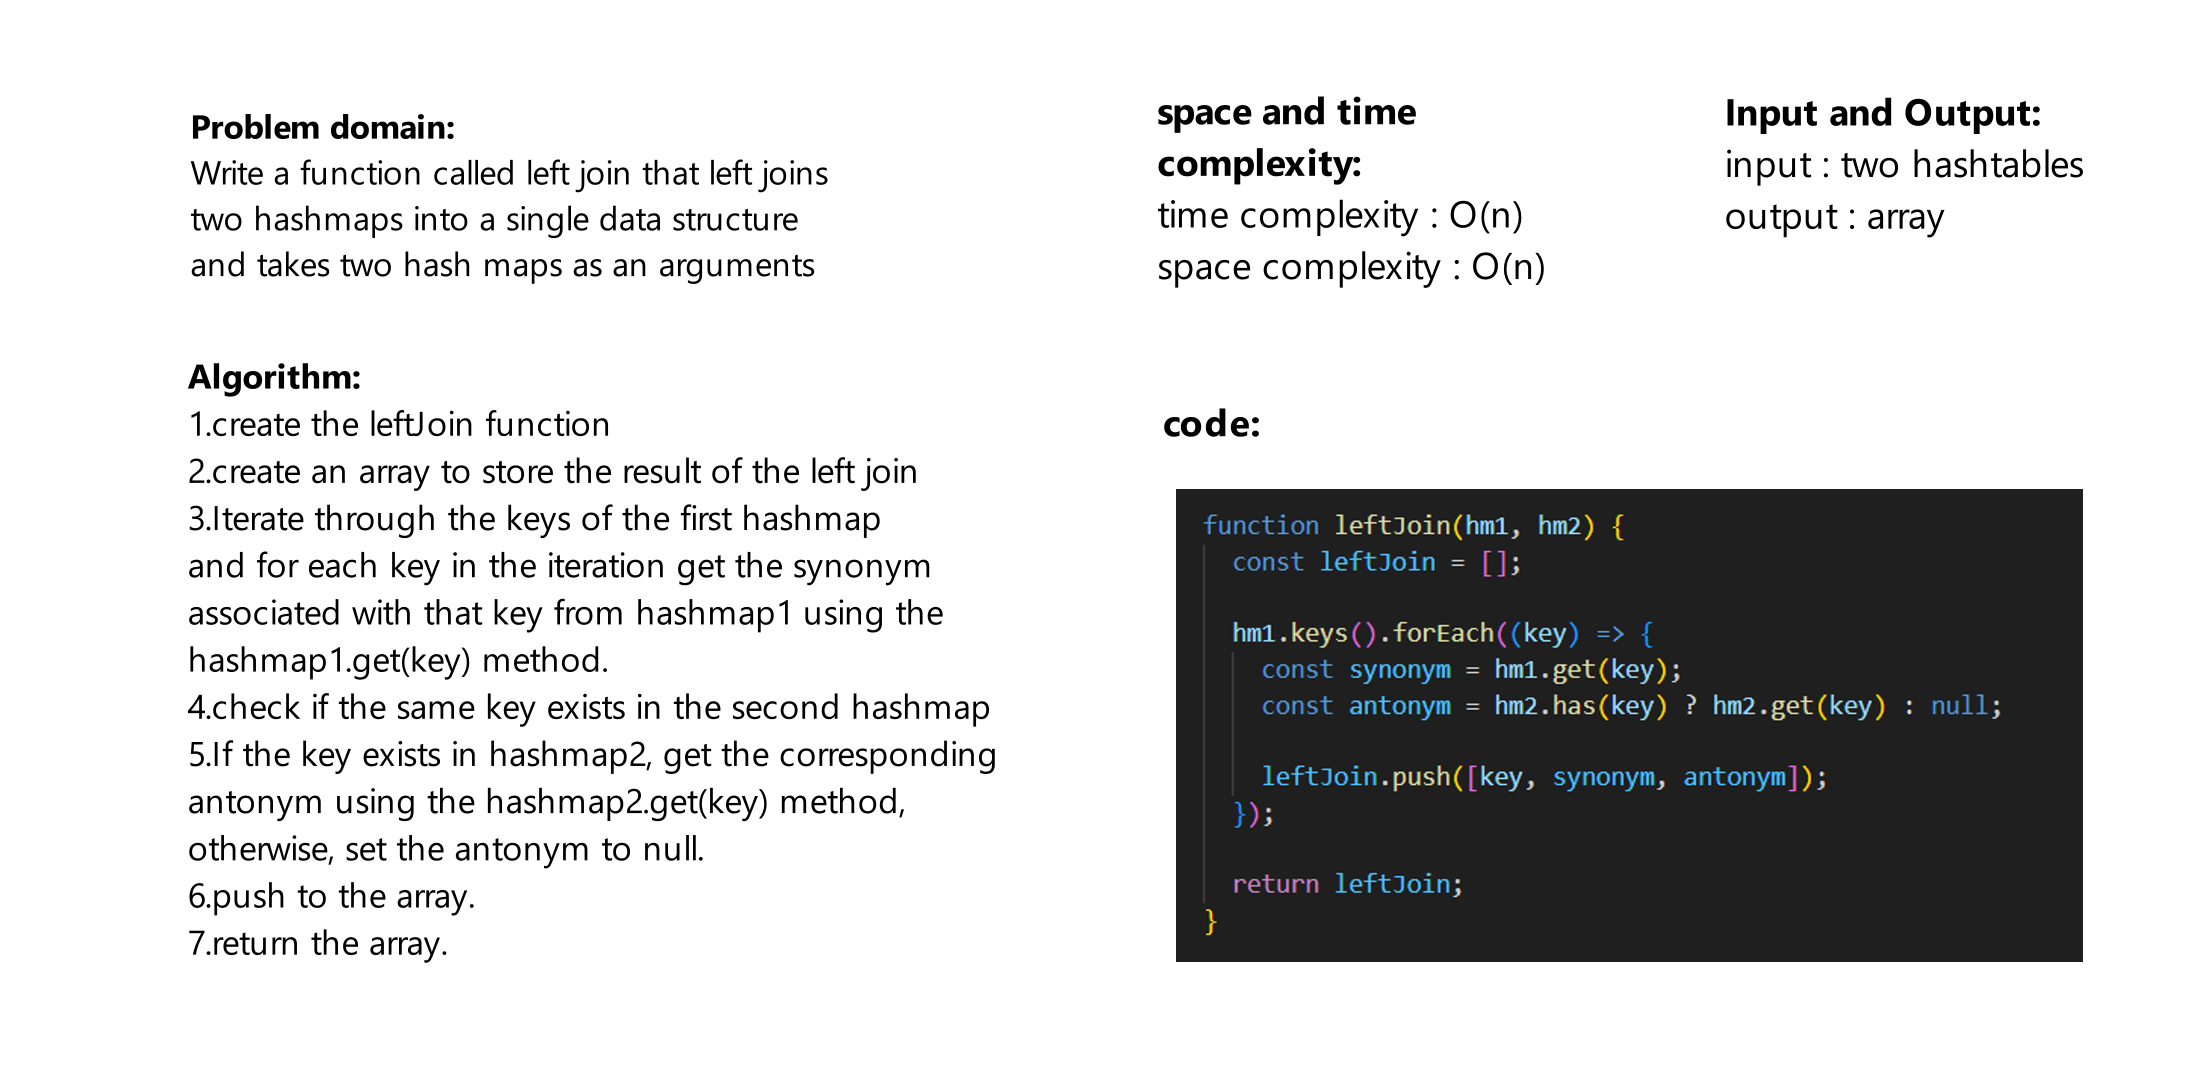 Problem domain:
Write a function called left join that left joins
two hashmaps into a single data structure
and takes two hash maps as an arguments
Algorithm:
1.create the leftJoin function
2.create an array to store the result of the left join
3.Iterate through the keys of the first hashmap
and for each key in the iteration get the synonym
associated with that key from hashmap1 using the
hashmap1.get(key) method.
4.check if the same key exists in the second hashmap
5.If the key exists in hashmap2, get the corresponding
antonym using the hashmap2.get(key) method,
otherwise, set the antonym to null.
6.push to the array.
7.return the array.
space and time
complexity:
time complexity : O(n)
space complexity : O(n)
Input and Output:
input : two hashtables
output : array
code:
function leftJoin(hm1, hm2) {
  const leftJoin = [];
  hm1.keys().forEach((key) => {
    const synonym = hm1.get(key);
    const antonym = hm2.has(key) ? hm2.get(key) : null;
    leftJoin.push([key, synonym, antonym]);
  });
  return leftJoin;
}